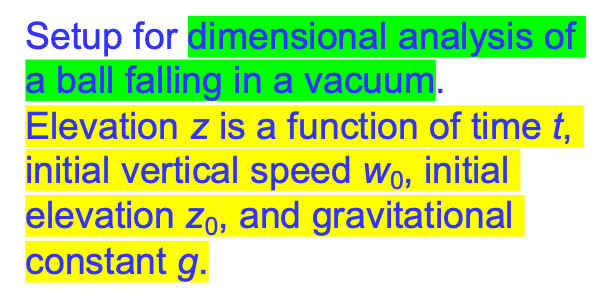 Setup for dimensional analysis of
a ball falling in a vacuum.
Elevation z is a function of time t,
initial vertical speed w₀, initial
elevation z₀, and gravitational
constant g.